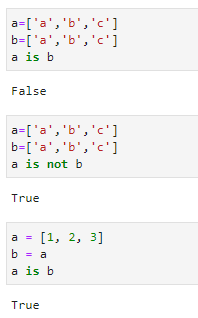 a=['a','b','c']
b=['a','b','c']
a is b
False
a=['a','b','c']
b=['a','b','c']
a is not b
True
a = [1, 2, 3]
b = a
a is b
True